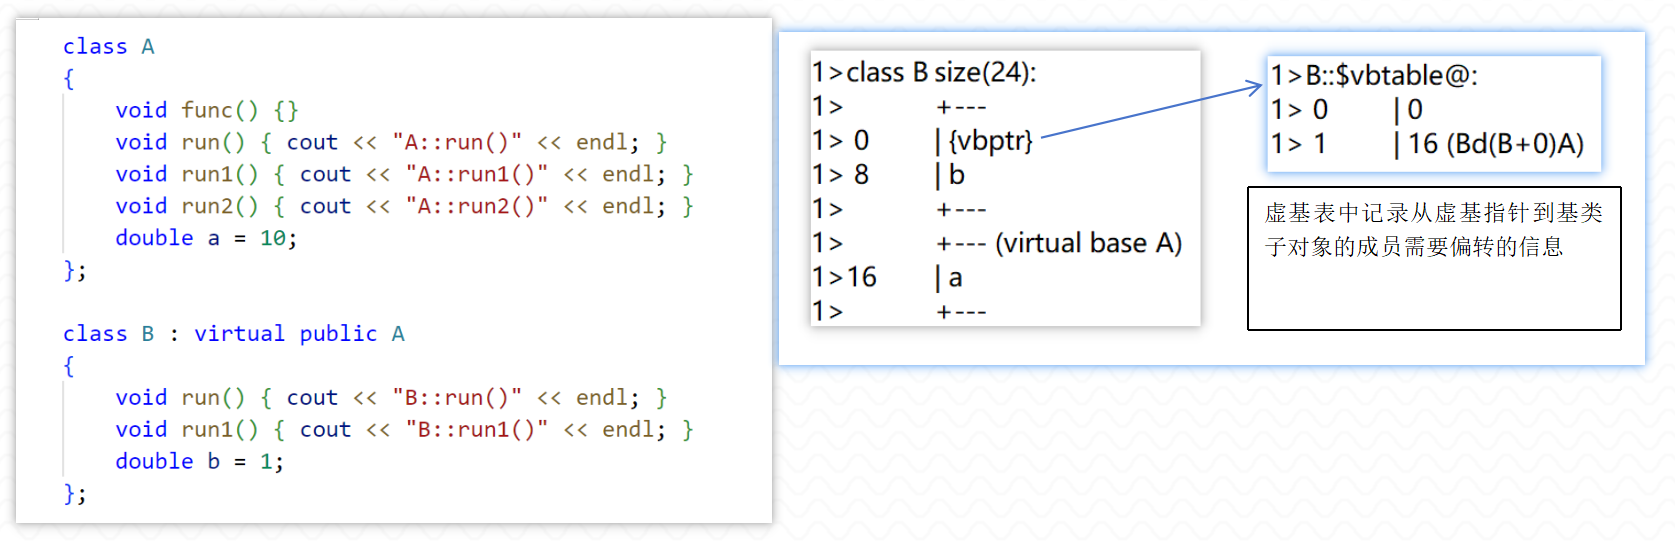 class A
{
    void func() {}
    void run() { cout << "A::run()" << endl; }
    void run1() { cout << "A::run1()" << endl; }
    void run2() { cout << "A::run2()" << endl; }
    double a = 10;
};
class B : virtual public A
{
    void run() { cout << "B::run()" << endl; }
    void run1() { cout << "B::run1()" << endl; }
    double b = 1;
};
1>class B size(24):
1> +---
1> 0 | {vbptr}
1> 8 | b
1> +---
1> +--- (virtual base A)
1>16 | a
1> +---
1>B::$vbtable@:
1> 0 | 0
1> 1 | 16 (Bd(B+0)A)
虚基表中记录从虚基指针到基类
子对象的成员需要偏转的信息